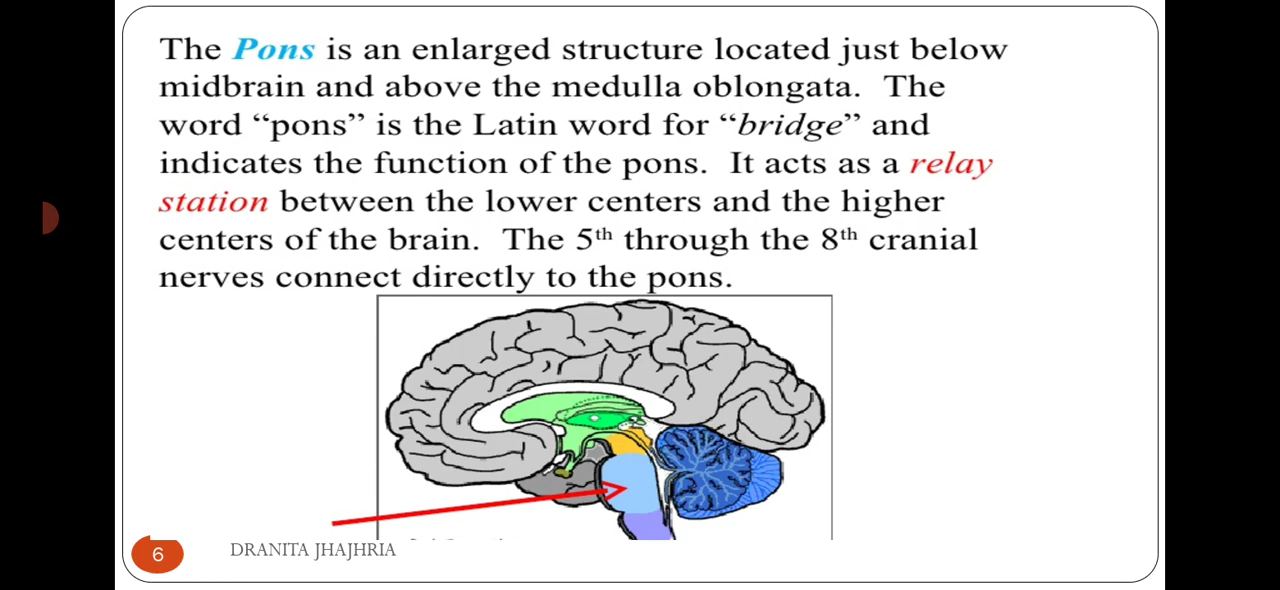 The Pons is an enlarged structure located just below
midbrain and above the medulla oblongata. The
word “pons” is the Latin word for “bridge” and
indicates the function of the pons. It acts as a relay
station between the lower centers and the higher
centers of the brain. The 5th through the 8th cranial
nerves connect directly to the pons.
6
DRANITA JHAJHRIA